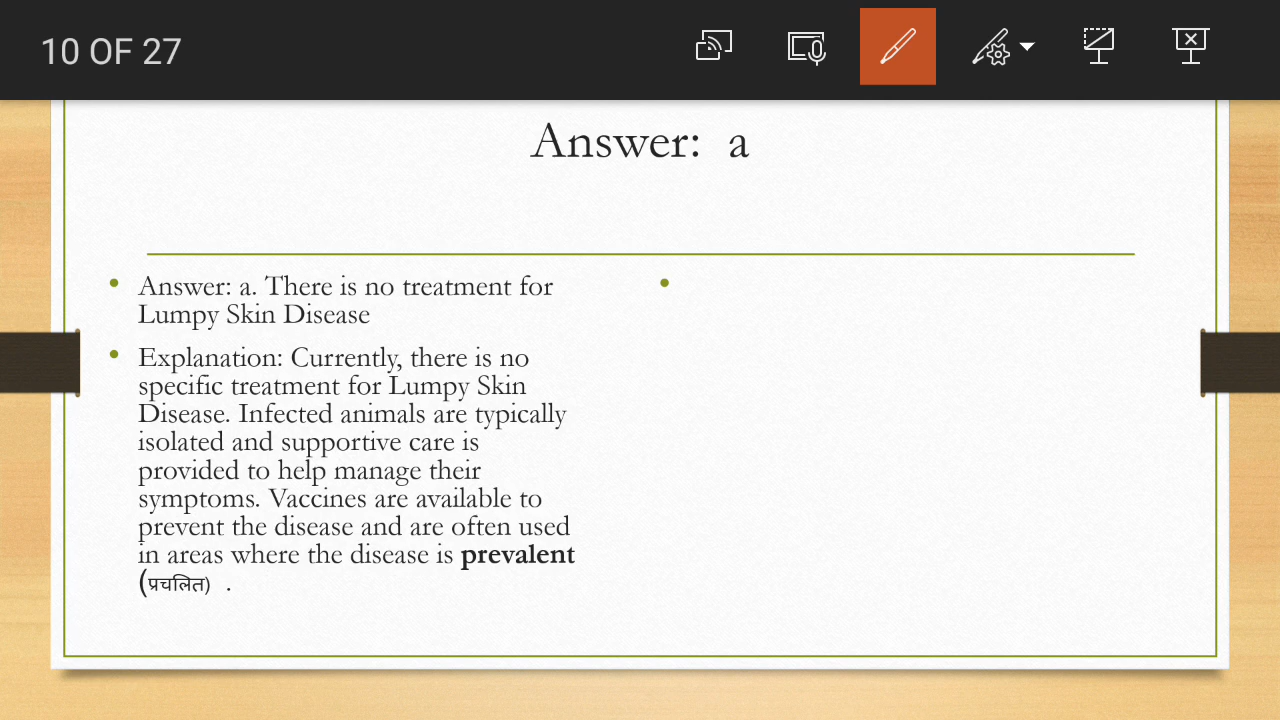 10 OF 27
Answer:  a
Answer: a. There is no treatment for
Lumpy Skin Disease
Explanation: Currently, there is no
specific treatment for Lumpy Skin
Disease. Infected animals are typically
isolated and supportive care is
provided to help manage their
symptoms. Vaccines are available to
prevent the disease and are often used
in areas where the disease is prevalent
(प्रचलित)  .